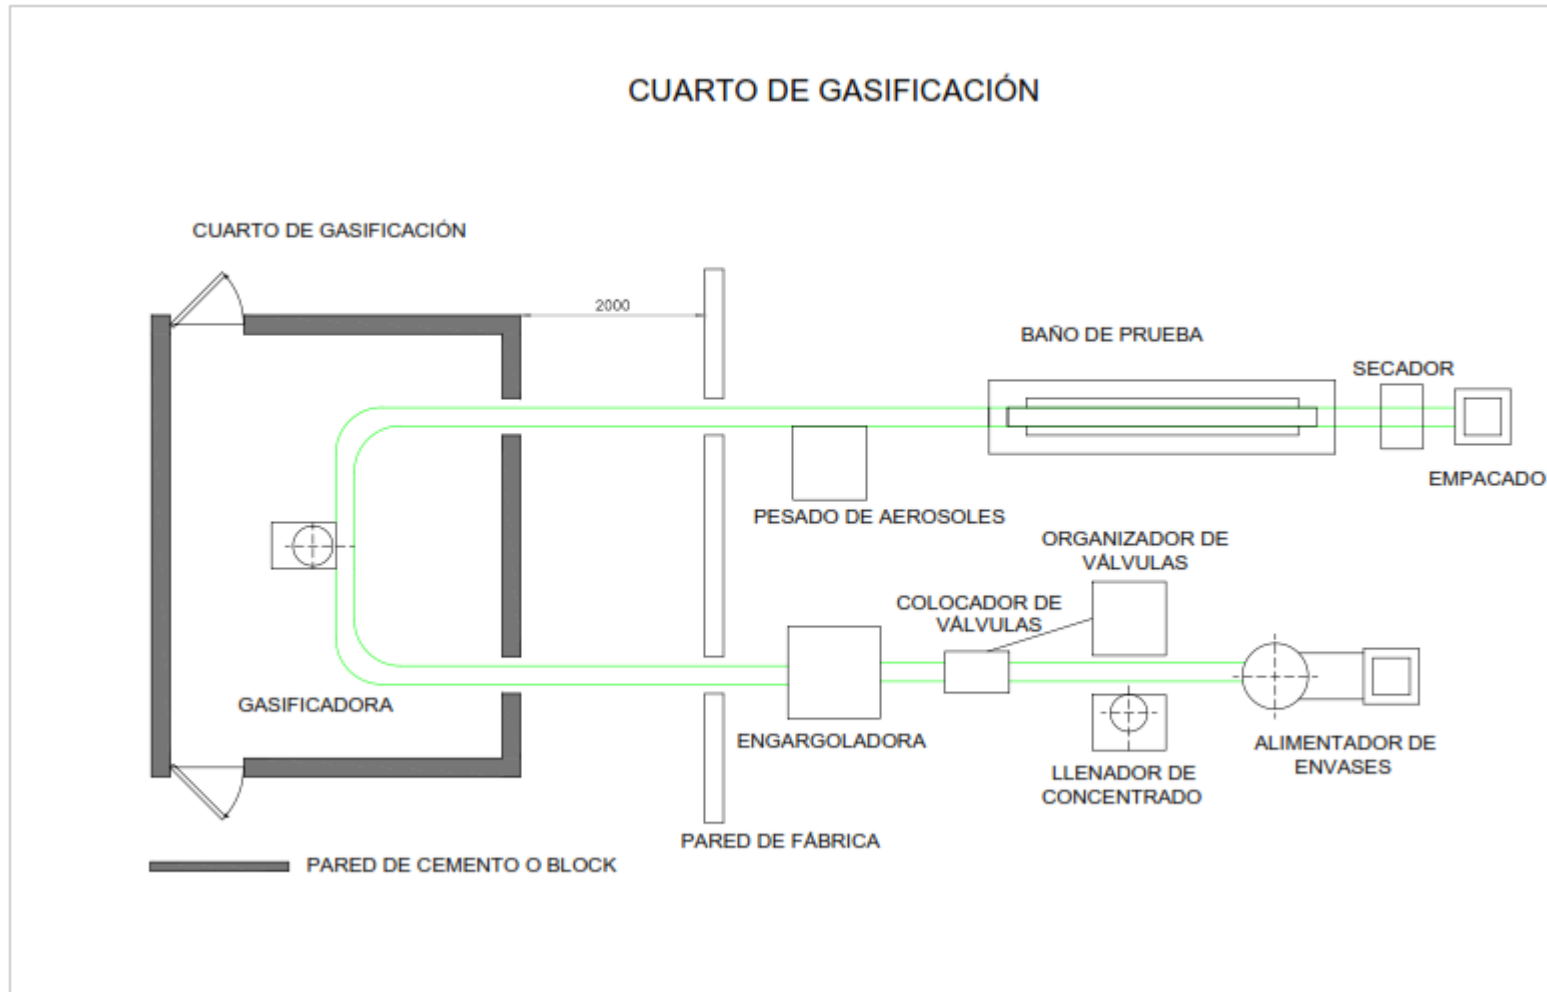 CUARTO DE GASIFICACIÓN
CUARTO DE GASIFICACIÓN
2000
BAÑO DE PRUEBA
SECADOR
EMPACADO
PESADO DE AEROSOLES
ORGANIZADOR DE
VÁLVULAS
COLOCADOR DE
VÁLVULAS
GASIFICADORA
ENGARGOLADORA
ALIMENTADOR DE
ENVASES
LLENADOR DE
CONCENTRADO
PARED DE FÁBRICA
PARED DE CEMENTO O BLOCK